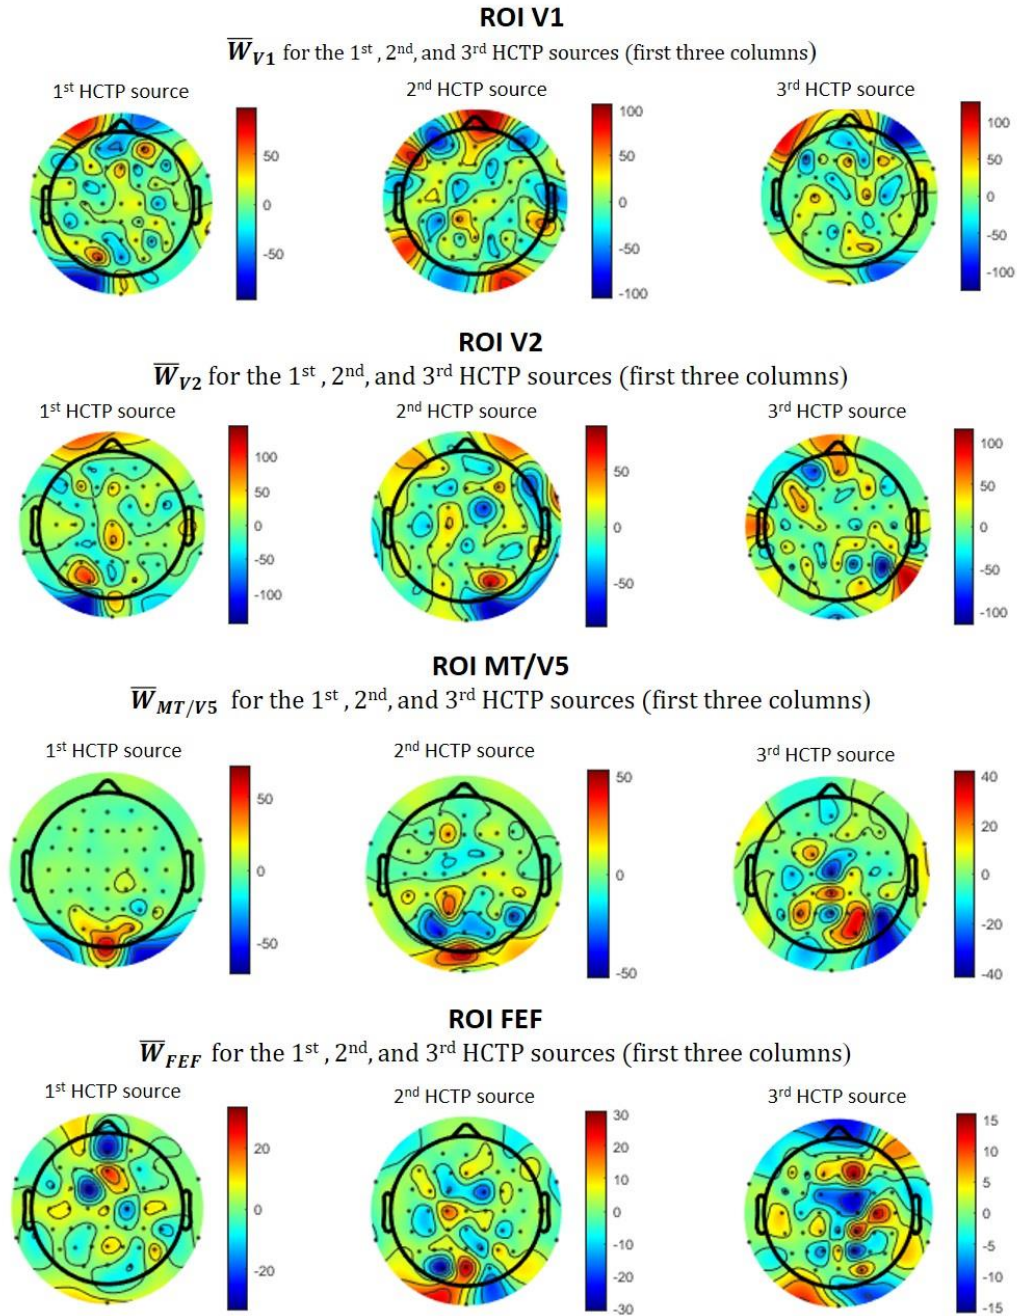 ROI V1
W̅V1 for the 1st, 2nd, and 3rd HCTP sources (first three columns)
1st HCTP source 2nd HCTP source 3rd HCTP source
50 0 -50
100 50 0 -50 -100
100 50 0 -50 -100
ROI V2
W̅V2 for the 1st , 2nd, and 3rd HCTP sources (first three columns)
1st HCTP source 2nd HCTP source 3rd HCTP source
100 50 0 -50 -100
50 0 -50
100 50 0 -50 -100
ROI MT/V5
W̅MT/V5 for the 1st , 2nd, and 3rd HCTP sources (first three columns)
1st HCTP source 2nd HCTP source 3rd HCTP source
50 0 -50
50 0 -50
40 20 0 -20 -40
ROI FEF
W̅FEF for the 1st , 2nd, and 3rd HCTP sources (first three columns)
1st HCTP source 2nd HCTP source 3rd HCTP source
20 0 -20
30 20 10 0 -10 -20 -30
15 10 5 0 -5 -10 -15